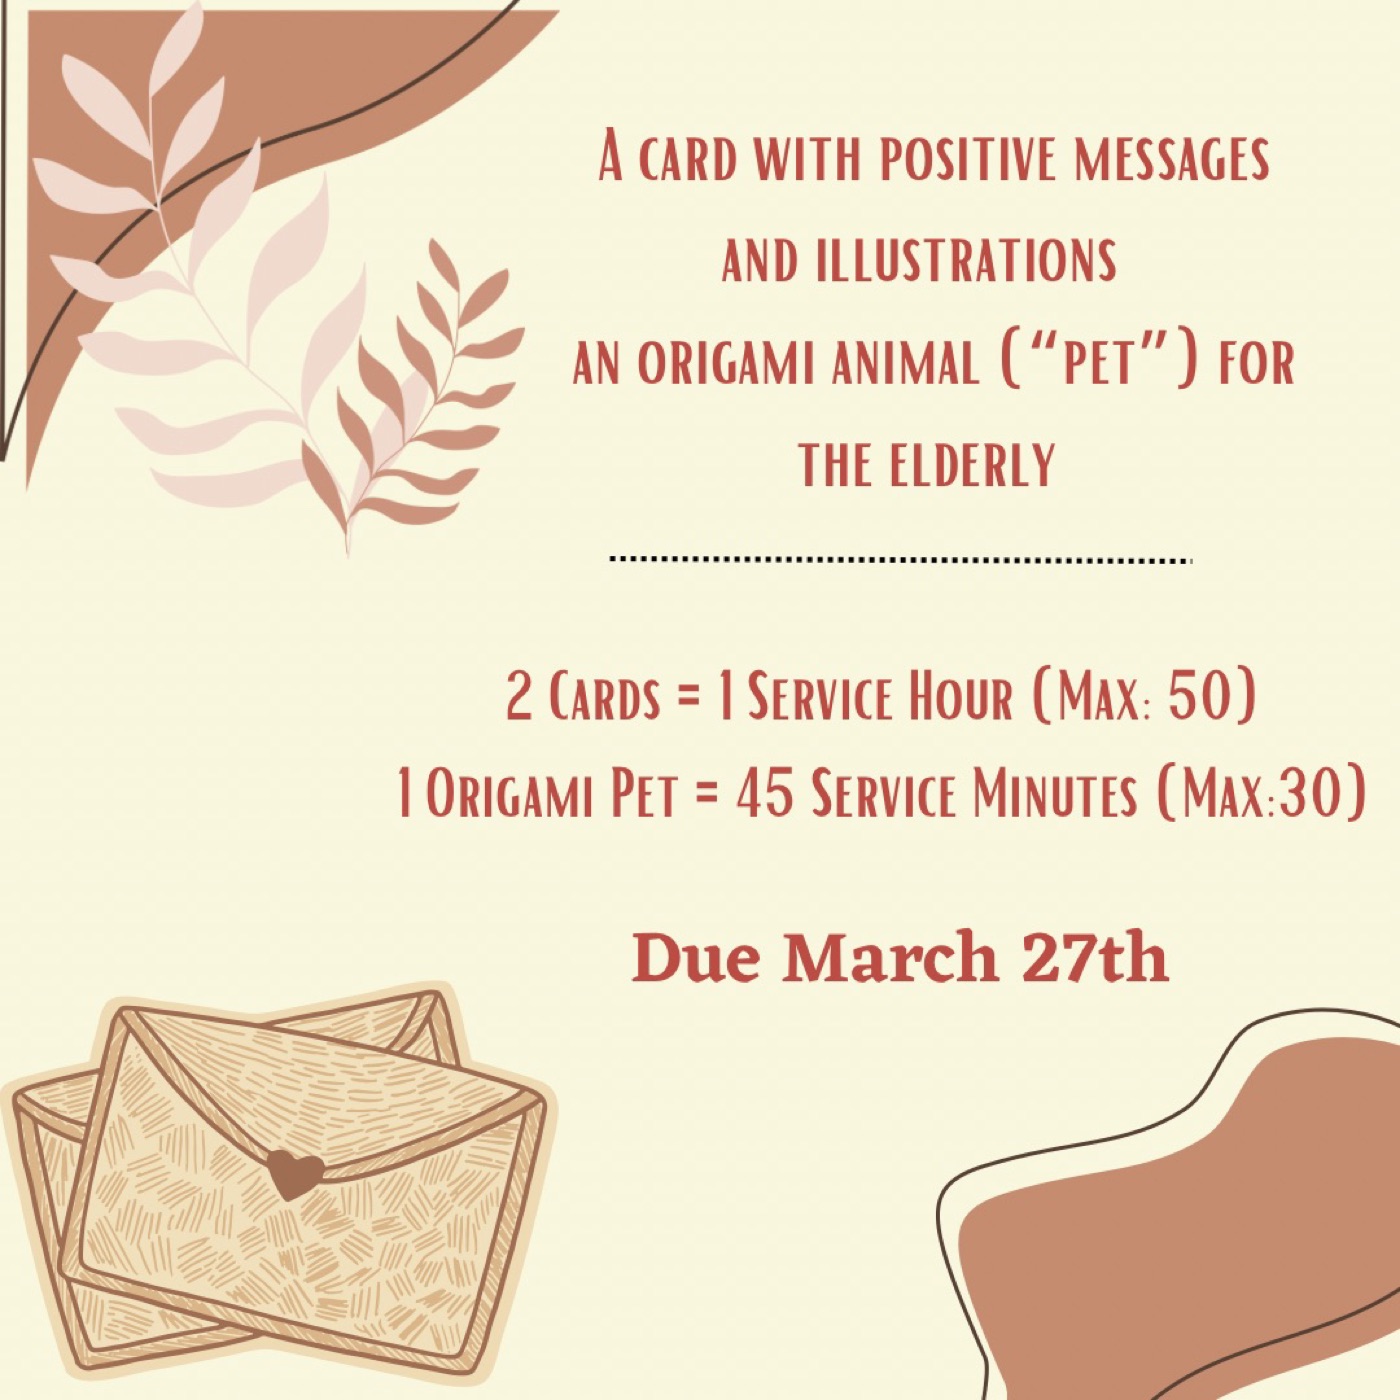 A card with positive messages
and illustrations
an origami animal (“pet”) for
the elderly
2 Cards = 1 Service Hour (Max: 50)
1 Origami Pet = 45 Service Minutes (Max:30)
Due March 27th